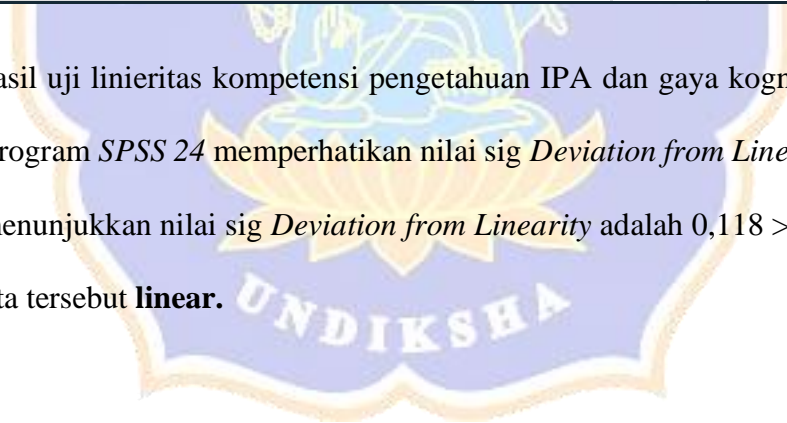 asil uji linieritas kompetensi pengetahuan IPA dan gaya kogn
rogram SPSS 24 memperhatikan nilai sig Deviation from Line
nenunjukkan nilai sig Deviation from Linearity adalah 0,118 >
ta tersebut linear.
UNDIKSHA